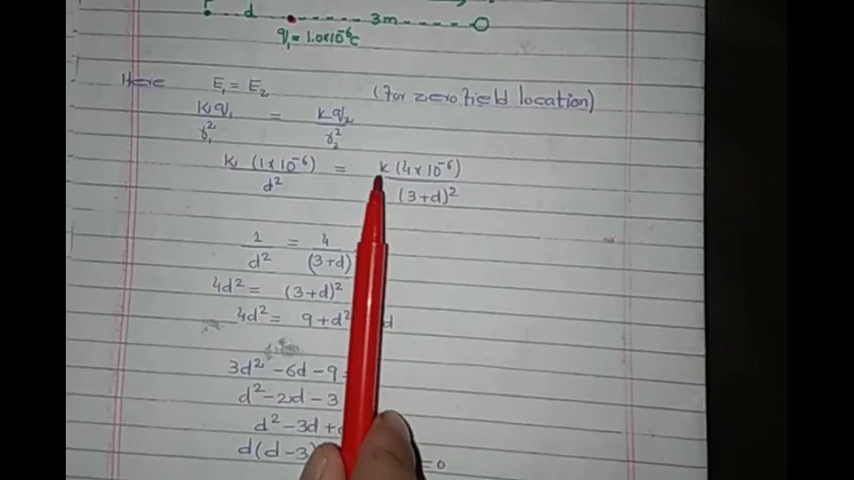 P d 3m
q₁ = 1.0×10⁻⁶C
Here E₁ = E₂ (For zero field location)
kq₁/r₁² = kq₂/r₂²
k(1×10⁻⁶)/d² = k(4×10⁻⁶)/(3+d)²
1/d² = 4/(3+d)
4d² = (3+d)²
4d² = 9+d² d
3d² -6d -9
d² -2d -3
d² -3d +
d(d-3) =0